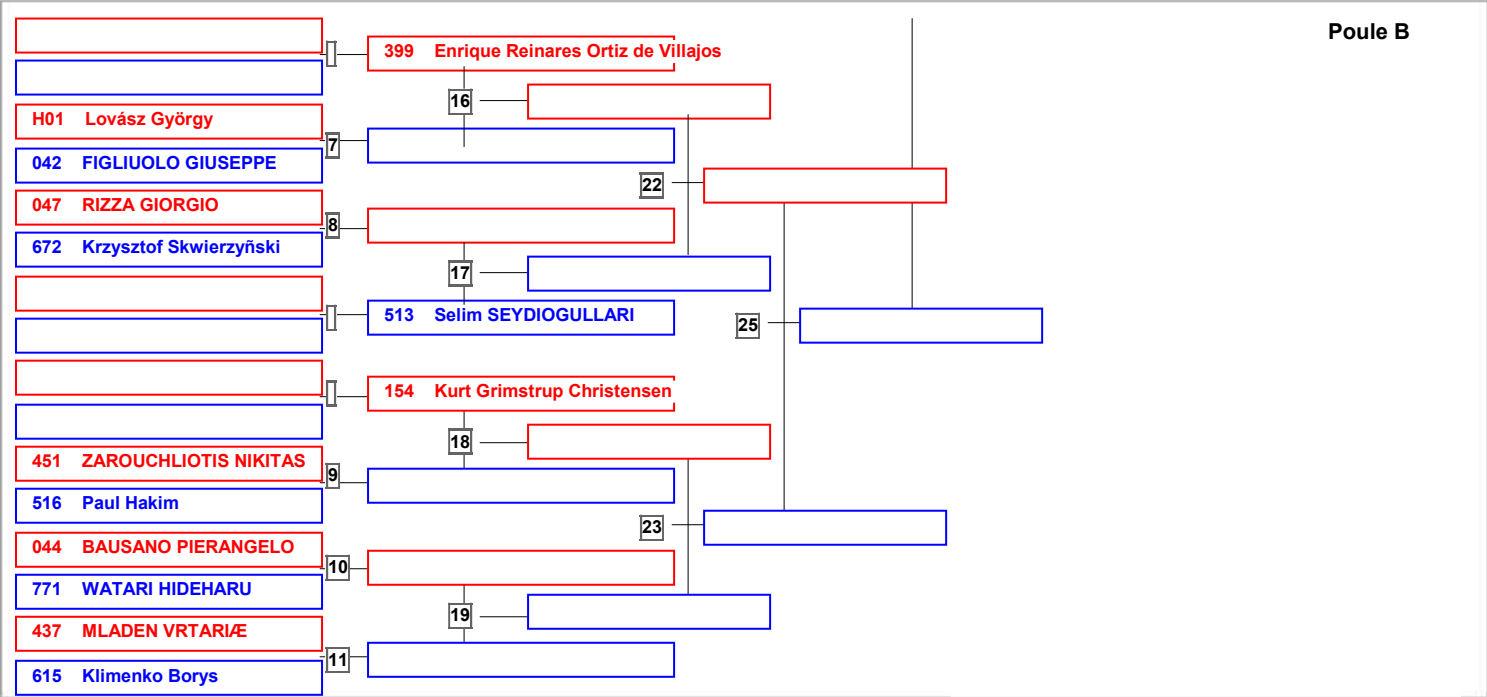 Poule B
399 Enrique Reinares Ortiz de Villajos
16
H01 Lovász György
7
042 FIGLIUOLO GIUSEPPE
22
047 RIZZA GIORGIO
8
672 Krzysztof Skwierzyñski
17
513 Selim SEYDIOGULLARI
25
154 Kurt Grimstrup Christensen
18
451 ZAROUCHLIOTIS NIKITAS
9
516 Paul Hakim
23
044 BAUSANO PIERANGELO
10
771 WATARI HIDEHARU
19
437 MLADEN VRTARIÆ
11
615 Klimenko Borys